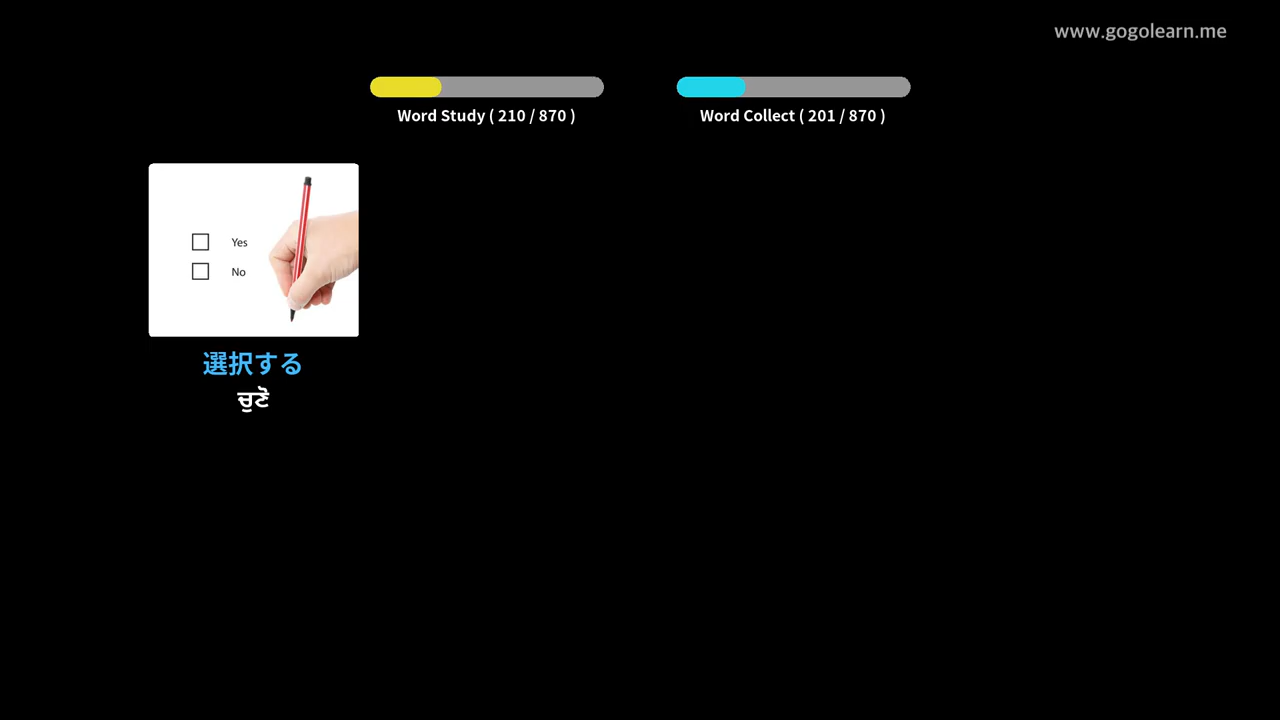 www.gogolearn.me
Word Study ( 210 / 870 )
Word Collect ( 201 / 870 )
Yes
No
選択する
ਚੁਣੋ